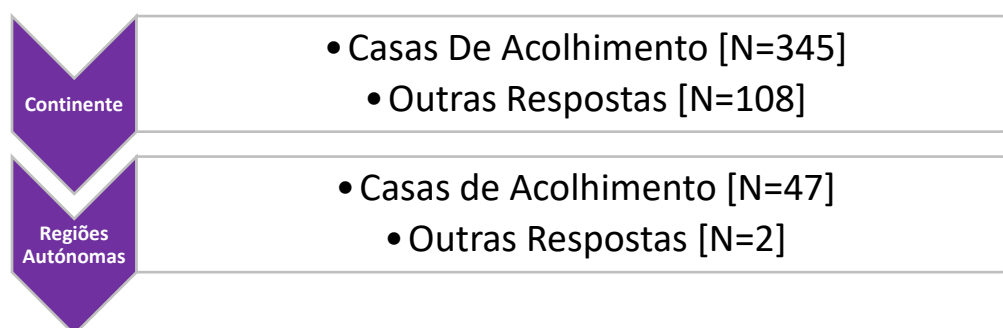 Continente
• Casas De Acolhimento [N=345]
• Outras Respostas [N=108]
Regiões
Autónomas
• Casas de Acolhimento [N=47]
• Outras Respostas [N=2]